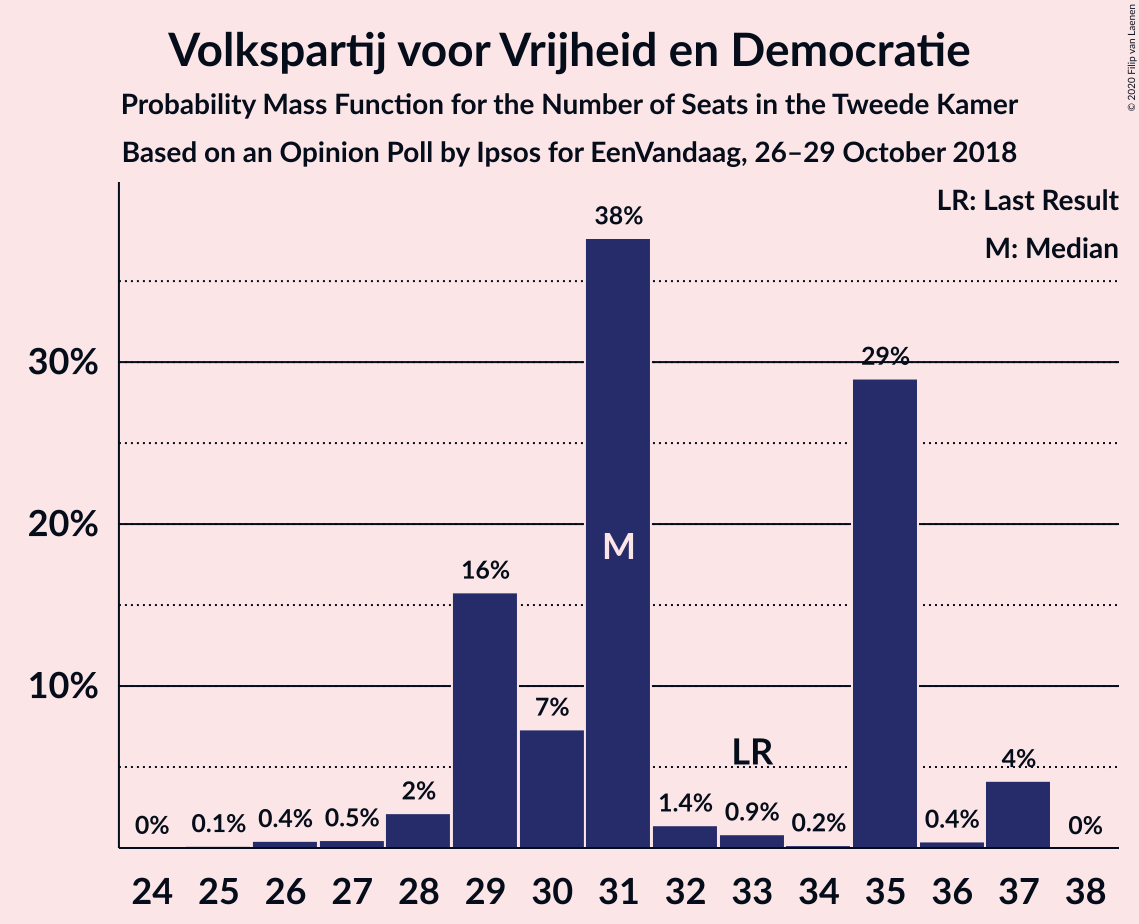 Volkspartij voor Vrijheid en Democratie
Probability Mass Function for the Number of Seats in the Tweede Kamer
Based on an Opinion Poll by Ipsos for EenVandaag, 26–29 October 2018
© 2020 Filip van Laenen
LR: Last Result
M: Median
30%
20%
10%
0%
0.1%
0.4%
0.5%
2%
16%
7%
38%
1.4%
0.9%
0.2%
29%
0.4%
4%
0%
M
LR
24 25 26 27 28 29 30 31 32 33 34 35 36 37 38